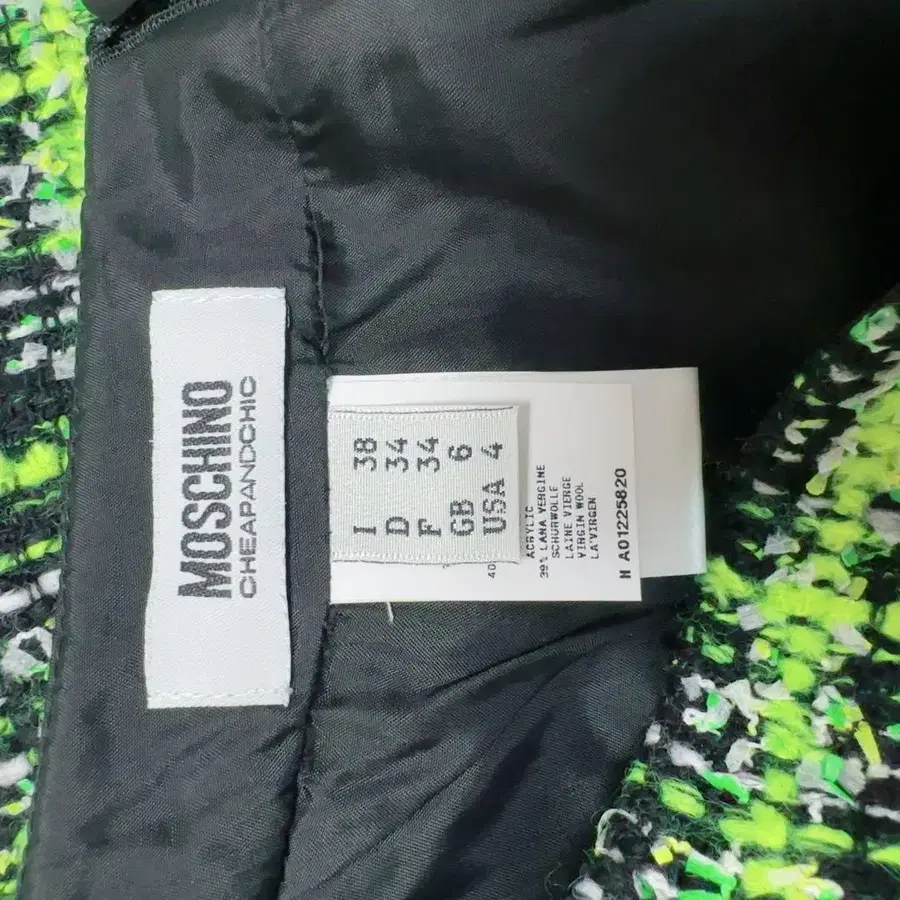 MOSCHINO
CHEAPANDCHIC
I 38
D 34
F 34
GB 6
USA 4
40
ACRYLIC
39% LANA VERGINE
SCHURWOLLE
LAINE VIERGE
VIRGIN WOOL
LA'VIRGEN
H A01225820